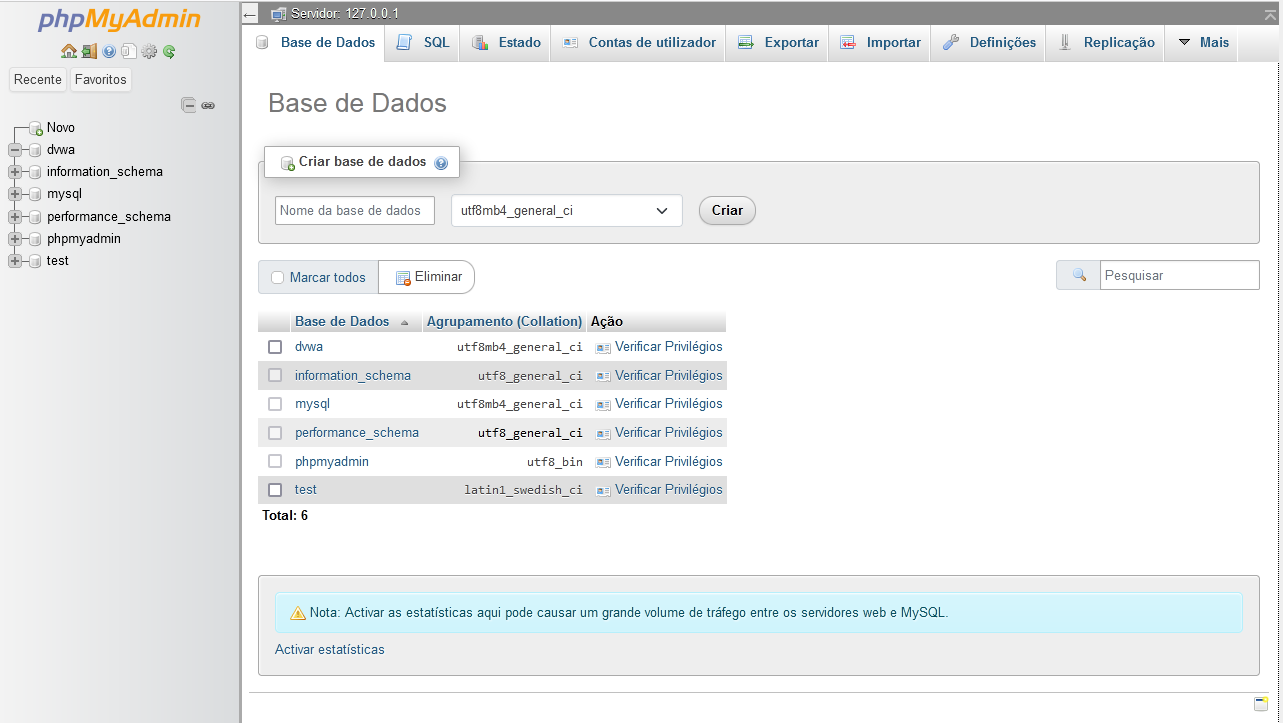 phpMyAdmin
Recente Favoritos
Novo
dvwa
information_schema
mysql
performance_schema
phpmyadmin
test
Servidor: 127.0.0.1
Base de Dados SQL Estado Contas de utilizador Exportar Importar Definições Replicação Mais
Base de Dados
Criar base de dados
Nome da base de dados utf8mb4_general_ci Criar
Marcar todos Eliminar Pesquisar
Base de Dados Agrupamento (Collation) Ação
dvwa utf8mb4_general_ci Verificar Privilégios
information_schema utf8_general_ci Verificar Privilégios
mysql utf8mb4_general_ci Verificar Privilégios
performance_schema utf8_general_ci Verificar Privilégios
phpmyadmin utf8_bin Verificar Privilégios
test latin1_swedish_ci Verificar Privilégios
Total: 6
Nota: Activar as estatísticas aqui pode causar um grande volume de tráfego entre os servidores web e MySQL.
Activar estatísticas